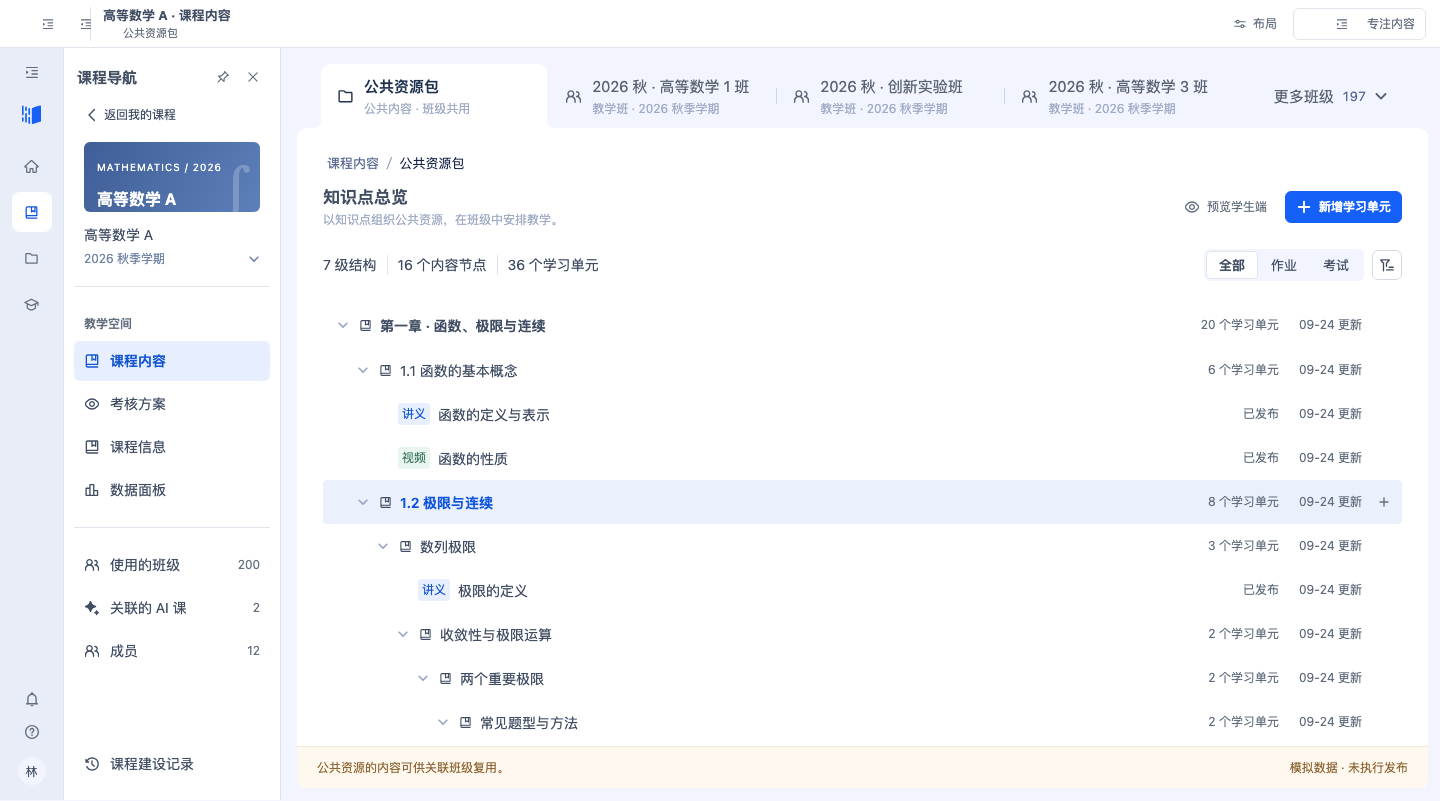 高等数学 A · 课程内容
公共资源包
布局
专注内容
课程导航
返回我的课程
MATHEMATICS / 2026
高等数学 A
高等数学 A
2026 秋季学期
教学空间
课程内容
考核方案
课程信息
数据面板
使用的班级 200
关联的 AI 课 2
成员 12
课程建设记录
林
公共资源包
公共内容 · 班级共用
2026 秋 · 高等数学 1 班
教学班 · 2026 秋季学期
2026 秋 · 创新实验班
教学班 · 2026 秋季学期
2026 秋 · 高等数学 3 班
教学班 · 2026 秋季学期
更多班级 197
课程内容 / 公共资源包
知识点总览
以知识点组织公共资源，在班级中安排教学。
预览学生端
新增学习单元
7 级结构 16 个内容节点 36 个学习单元
全部 作业 考试
第一章 · 函数、极限与连续 20 个学习单元 09-24 更新
1.1 函数的基本概念 6 个学习单元 09-24 更新
讲义 函数的定义与表示 已发布 09-24 更新
视频 函数的性质 已发布 09-24 更新
1.2 极限与连续 8 个学习单元 09-24 更新
数列极限 3 个学习单元 09-24 更新
讲义 极限的定义 已发布 09-24 更新
收敛性与极限运算 2 个学习单元 09-24 更新
两个重要极限 2 个学习单元 09-24 更新
常见题型与方法 2 个学习单元 09-24 更新
公共资源的内容可供关联班级复用。
模拟数据 · 未执行发布